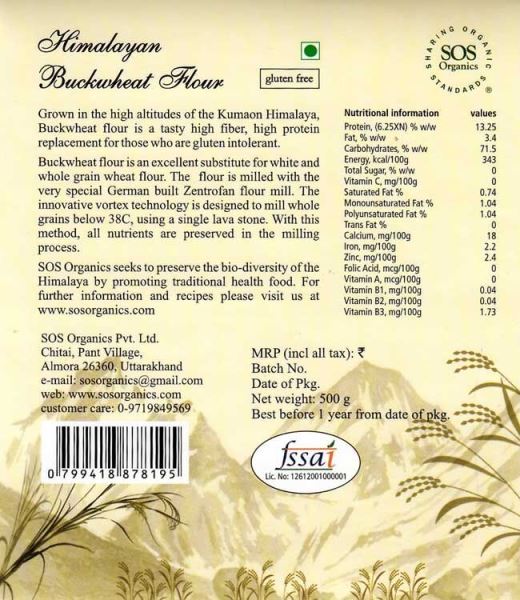 Himalayan
Buckwheat Flour
gluten free
SHARING ORGANIC
SOS
Organics
STANDARDS
®
Grown in the high altitudes of the Kumaon Himalaya,
Buckwheat flour is a tasty high fiber, high protein
replacement for those who are gluten intolerant.
Buckwheat flour is an excellent substitute for white and
whole grain wheat flour. The flour is milled with the
very special German built Zentrofan flour mill. The
innovative vortex technology is designed to mill whole
grains below 38C, using a single lava stone. With this
method, all nutrients are preserved in the milling
process.
SOS Organics seeks to preserve the bio-diversity of the
Himalaya by promoting traditional health food. For
further information and recipes please visit us at
www.sosorganics.com
Nutritional information values
Protein, (6.25XN) % w/w 13.25
Fat, % w/w 3.4
Carbohydrates, % w/w 71.5
Energy, kcal/100g 343
Total Sugar, % w/w 0
Vitamin C, mg/100g 0
Saturated Fat % 0.74
Monounsaturated Fat % 1.04
Polyunsaturated Fat % 1.04
Trans Fat % 0
Calcium, mg/100g 18
Iron, mg/100g 2.2
Zinc, mg/100g 2.4
Folic Acid, mcg/100g 0
Vitamin A, mcg/100g 0
Vitamin B1, mg/100g 0.04
Vitamin B2, mg/100g 0.04
Vitamin B3, mg/100g 1.73
SOS Organics Pvt. Ltd.
Chitai, Pant Village,
Almora 26360, Uttarakhand
e-mail: sosorganics@gmail.com
web: www.sosorganics.com
customer care: 0-9719849569
0 799418 878195
MRP (incl all tax): ₹
Batch No.
Date of Pkg.
Net weight: 500 g
Best before 1 year from date of pkg.
fssai
Lic. No: 12612001000001